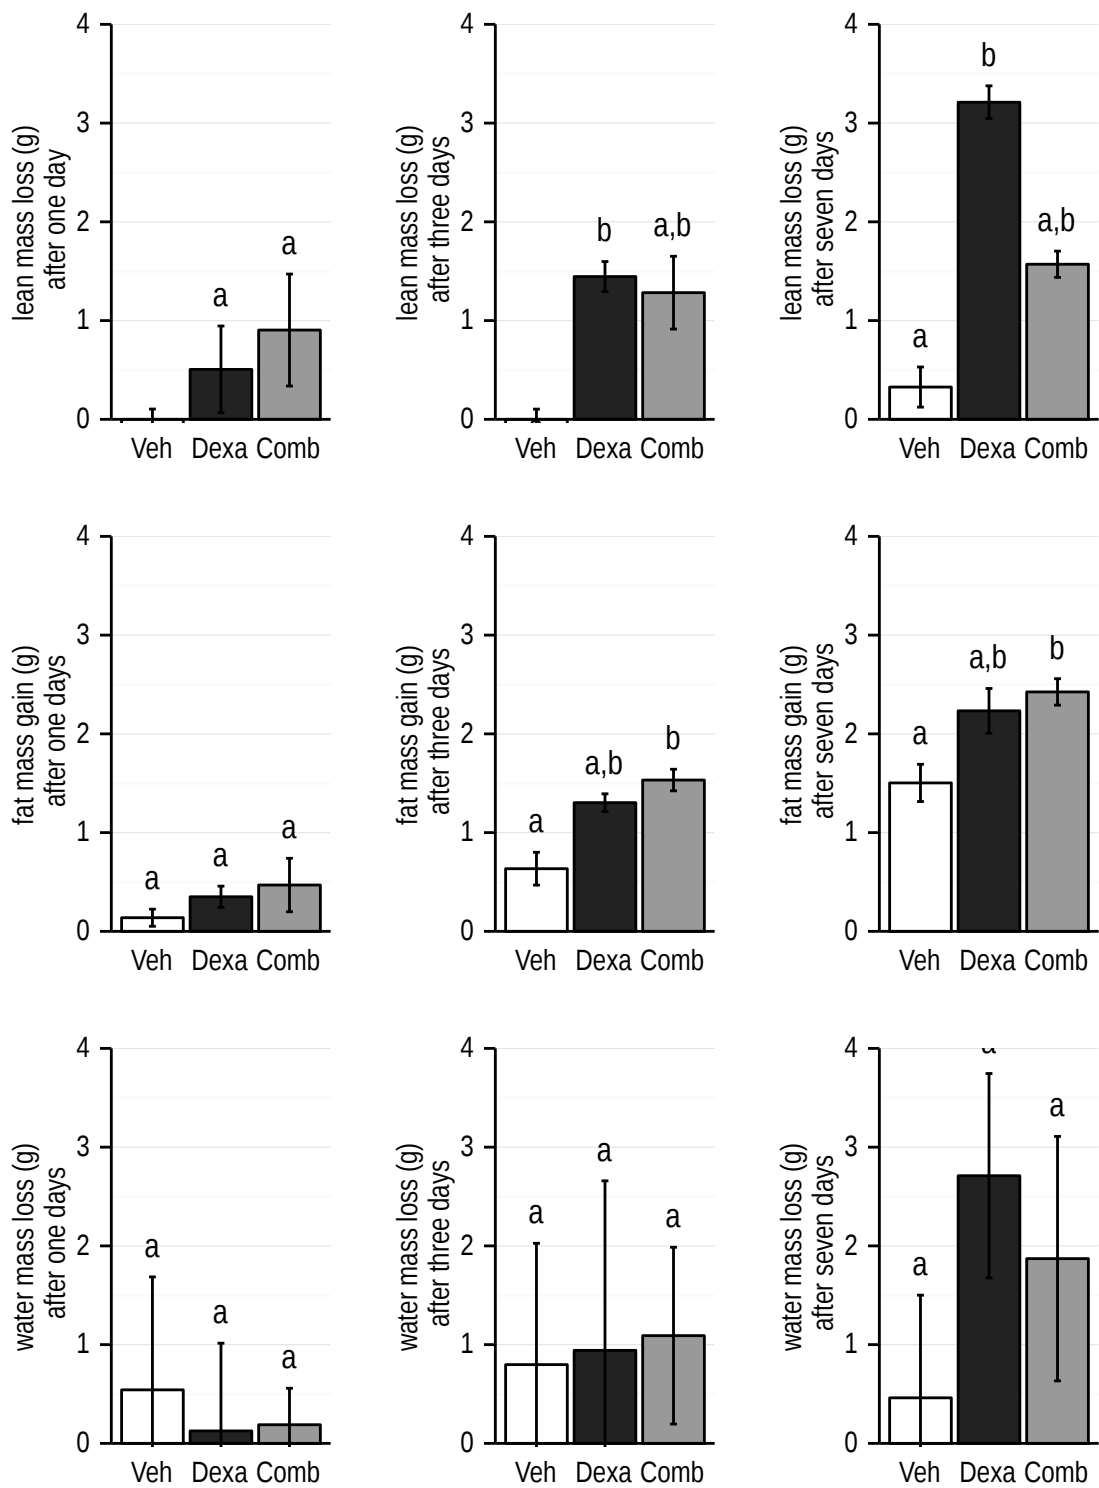 lean mass loss (g)
after one day
4
3
2
1
0
a
a
Veh Dexa Comb
lean mass loss (g)
after three days
4
3
2
1
0
b
a,b
Veh Dexa Comb
lean mass loss (g)
after seven days
4
3
2
1
0
a
b
a,b
Veh Dexa Comb
fat mass gain (g)
after one days
4
3
2
1
0
a
a
a
Veh Dexa Comb
fat mass gain (g)
after three days
4
3
2
1
0
a
a,b
b
Veh Dexa Comb
fat mass gain (g)
after seven days
4
3
2
1
0
a
a,b
b
Veh Dexa Comb
water mass loss (g)
after one days
4
3
2
1
0
a
a
a
Veh Dexa Comb
water mass loss (g)
after three days
4
3
2
1
0
a
a
a
Veh Dexa Comb
water mass loss (g)
after seven days
4
3
2
1
0
a
a
Veh Dexa Comb